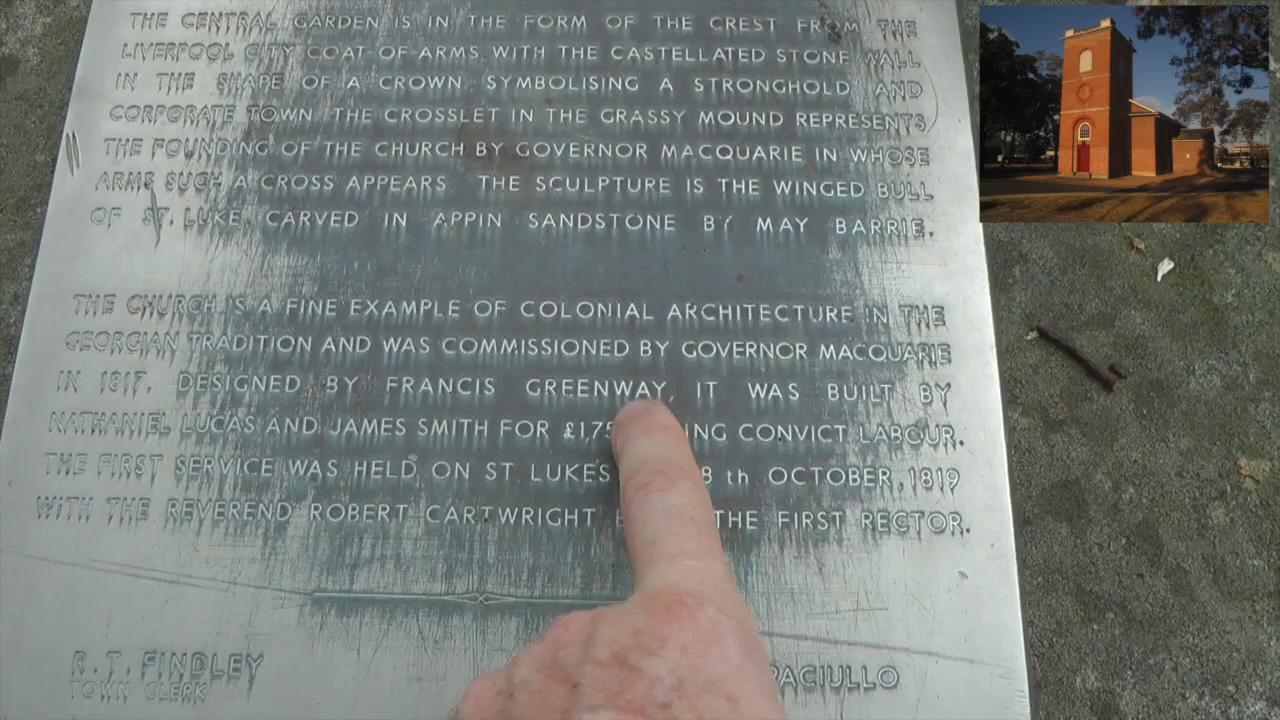 THE CENTRAL GARDEN IS IN THE FORM OF THE CREST FROM THE
LIVERPOOL CITY COAT-OF-ARMS WITH THE CASTELLATED STONE WALL
IN THE SHAPE OF A CROWN SYMBOLISING A STRONGHOLD AND
CORPORATE TOWN THE CROSSLET IN THE GRASSY MOUND REPRESENTS
THE FOUNDING OF THE CHURCH BY GOVERNOR MACQUARIE IN WHOSE
ARMS SUCH A CROSS APPEARS THE SCULPTURE IS THE WINGED BULL
OF ST. LUKE CARVED IN APPIN SANDSTONE BY MAY BARRIE.
THE CHURCH IS A FINE EXAMPLE OF COLONIAL ARCHITECTURE IN THE
GEORGIAN TRADITION AND WAS COMMISSIONED BY GOVERNOR MACQUARIE
IN 1817. DESIGNED BY FRANCIS GREENWAY, IT WAS BUILT BY
NATHANIEL LUCAS AND JAMES SMITH FOR CONVICT LABOUR.
THE FIRST SERVICE WAS HELD ON ST LUKES 8 th OCTOBER, 1819
WITH THE REVEREND ROBERT CARTWRIGHT THE FIRST RECTOR.
R. T. FINDLEY PACIULLO
TOWN CLERK